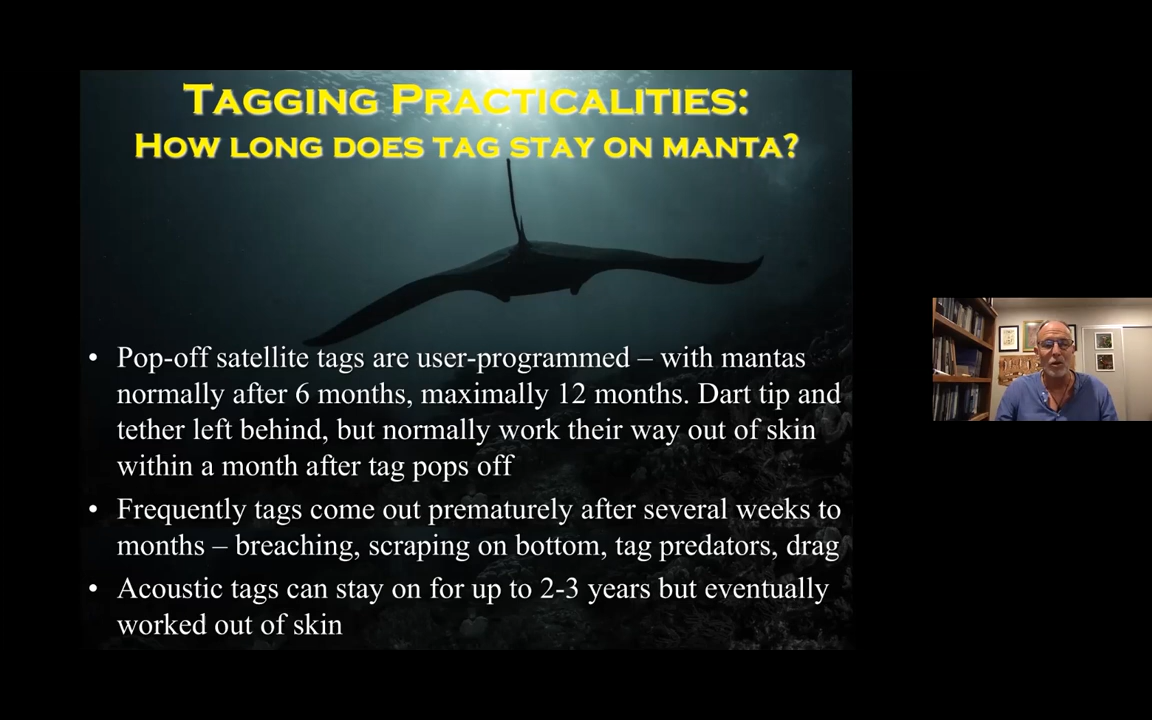 TAGGING PRACTICALITIES:
HOW LONG DOES TAG STAY ON MANTA?
• Pop-off satellite tags are user-programmed – with mantas
normally after 6 months, maximally 12 months. Dart tip and
tether left behind, but normally work their way out of skin
within a month after tag pops off
• Frequently tags come out prematurely after several weeks to
months – breaching, scraping on bottom, tag predators, drag
• Acoustic tags can stay on for up to 2-3 years but eventually
worked out of skin